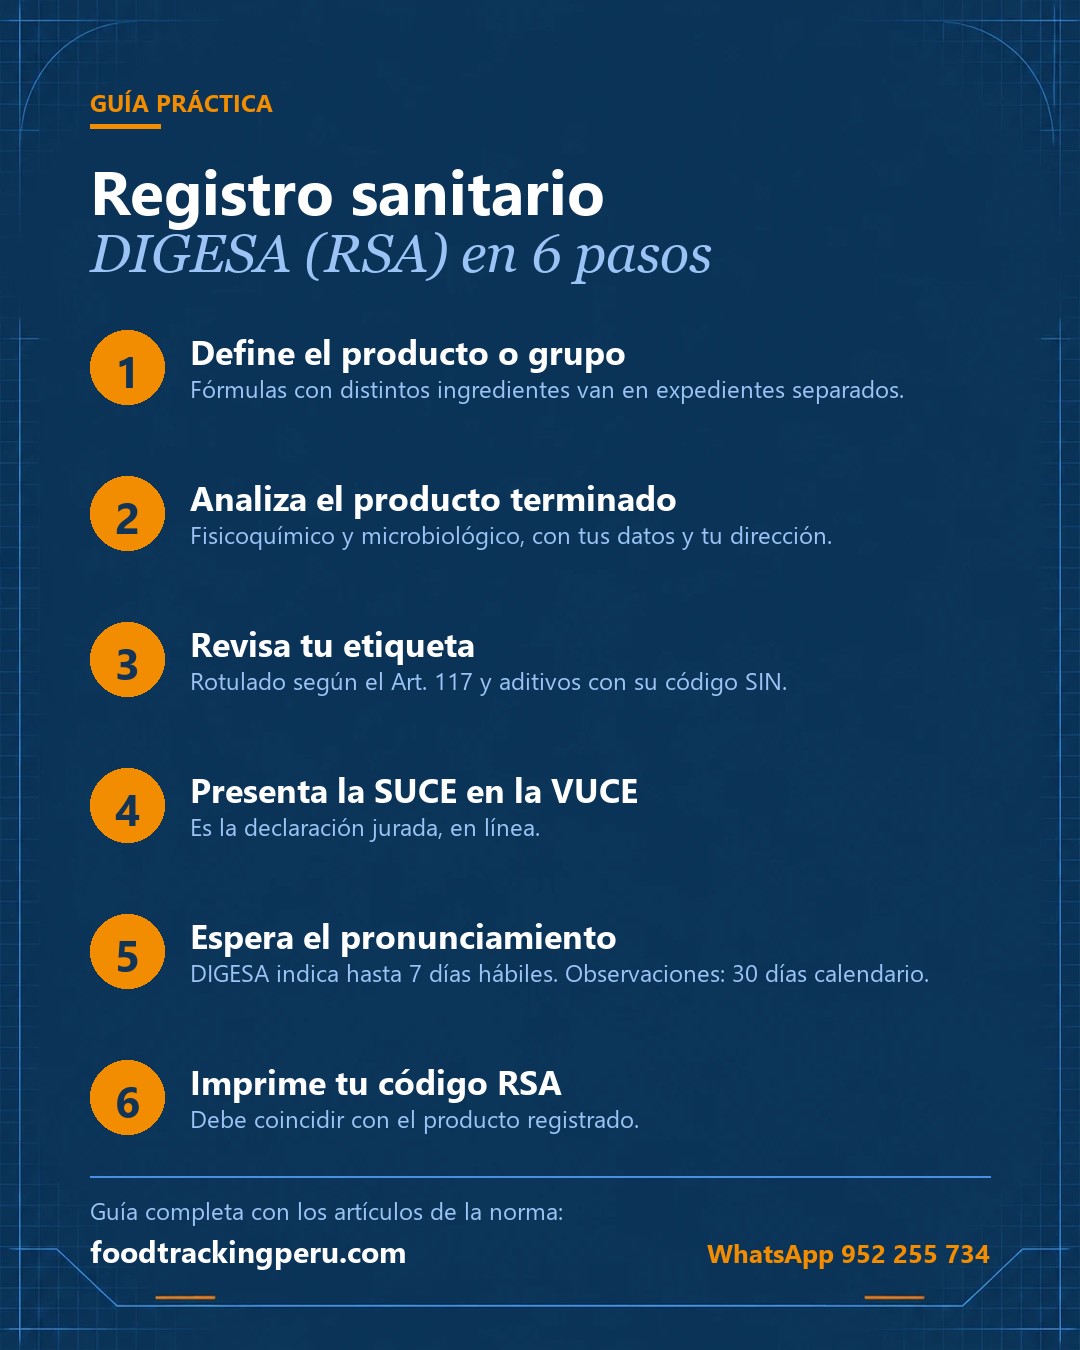 GUÍA PRÁCTICA
Registro sanitario
DIGESA (RSA) en 6 pasos
1
Define el producto o grupo
Fórmulas con distintos ingredientes van en expedientes separados.
2
Analiza el producto terminado
Fisicoquímico y microbiológico, con tus datos y tu dirección.
3
Revisa tu etiqueta
Rotulado según el Art. 117 y aditivos con su código SIN.
4
Presenta la SUCE en la VUCE
Es la declaración jurada, en línea.
5
Espera el pronunciamiento
DIGESA indica hasta 7 días hábiles. Observaciones: 30 días calendario.
6
Imprime tu código RSA
Debe coincidir con el producto registrado.
Guía completa con los artículos de la norma:
foodtrackingperu.com
WhatsApp 952 255 734